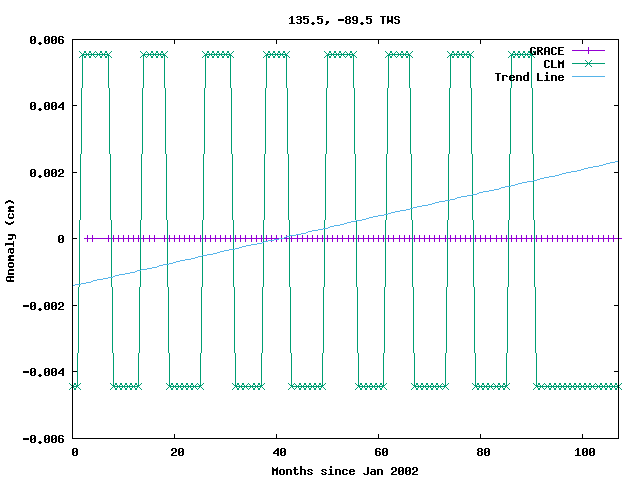 135.5, -89.5 TWS
GRACE
CLM
Trend Line
0.006
0.004
0.002
0
-0.002
-0.004
-0.006
Anomaly (cm)
0 20 40 60 80 100
Months since Jan 2002